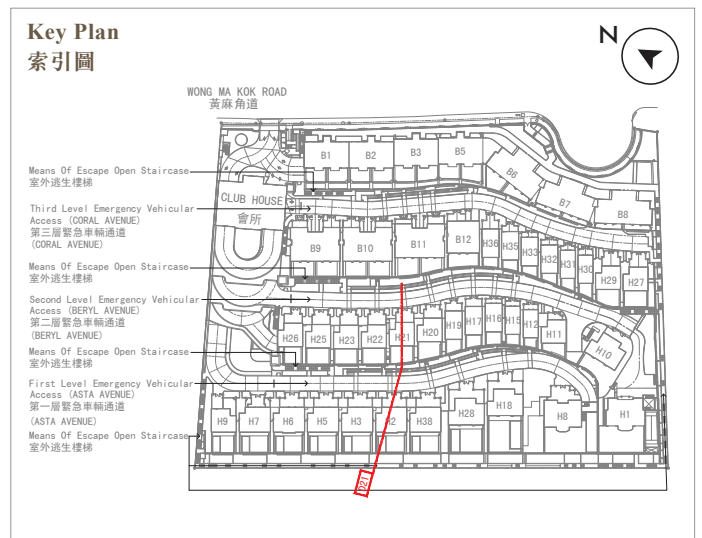 Key Plan
索引圖
N
WONG MA KOK ROAD
黃麻角道
Means Of Escape Open Staircase
室外逃生樓梯
CLUB HOUSE
會所
Third Level Emergency Vehicular
Access (CORAL AVENUE)
第三層緊急車輛通道
(CORAL AVENUE)
Means Of Escape Open Staircase
室外逃生樓梯
Second Level Emergency Vehicular
Access (BERYL AVENUE)
第二層緊急車輛通道
(BERYL AVENUE)
Means Of Escape Open Staircase
室外逃生樓梯
First Level Emergency Vehicular
Access (ASTA AVENUE)
第一層緊急車輛通道
(ASTA AVENUE)
Means Of Escape Open Staircase
室外逃生樓梯
B1 B2 B3 B5 B6 B7 B8
B9 B10 B11 B12 H36 H35 H33 H32 H31 H30 H29 H27
H26 H25 H23 H22 H21 H20 H19 H17 H16 H15 H12 H11 H10
H9 H7 H6 H5 H3 H2 H38 H28 H18 H8 H1
D21